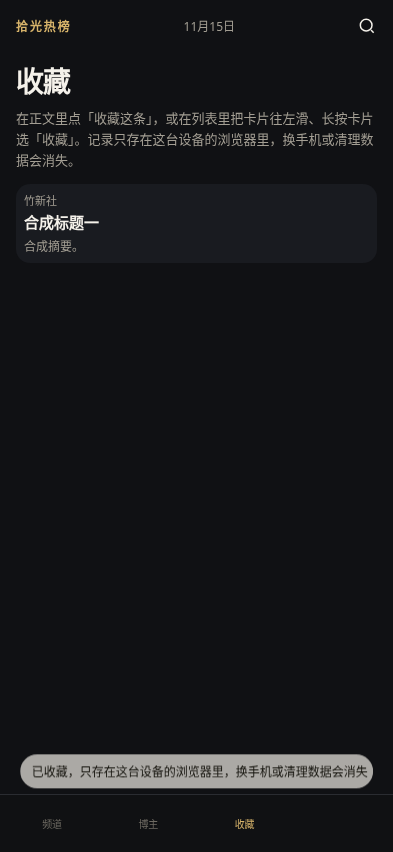 拾光热榜
11月15日
收藏
在正文里点「收藏这条」，或在列表里把卡片往左滑、长按卡片
选「收藏」。记录只存在这台设备的浏览器里，换手机或清理数
据会消失。
竹新社
合成标题一
合成摘要。
已收藏，只存在这台设备的浏览器里，换手机或清理数据会消失
频道
博主
收藏